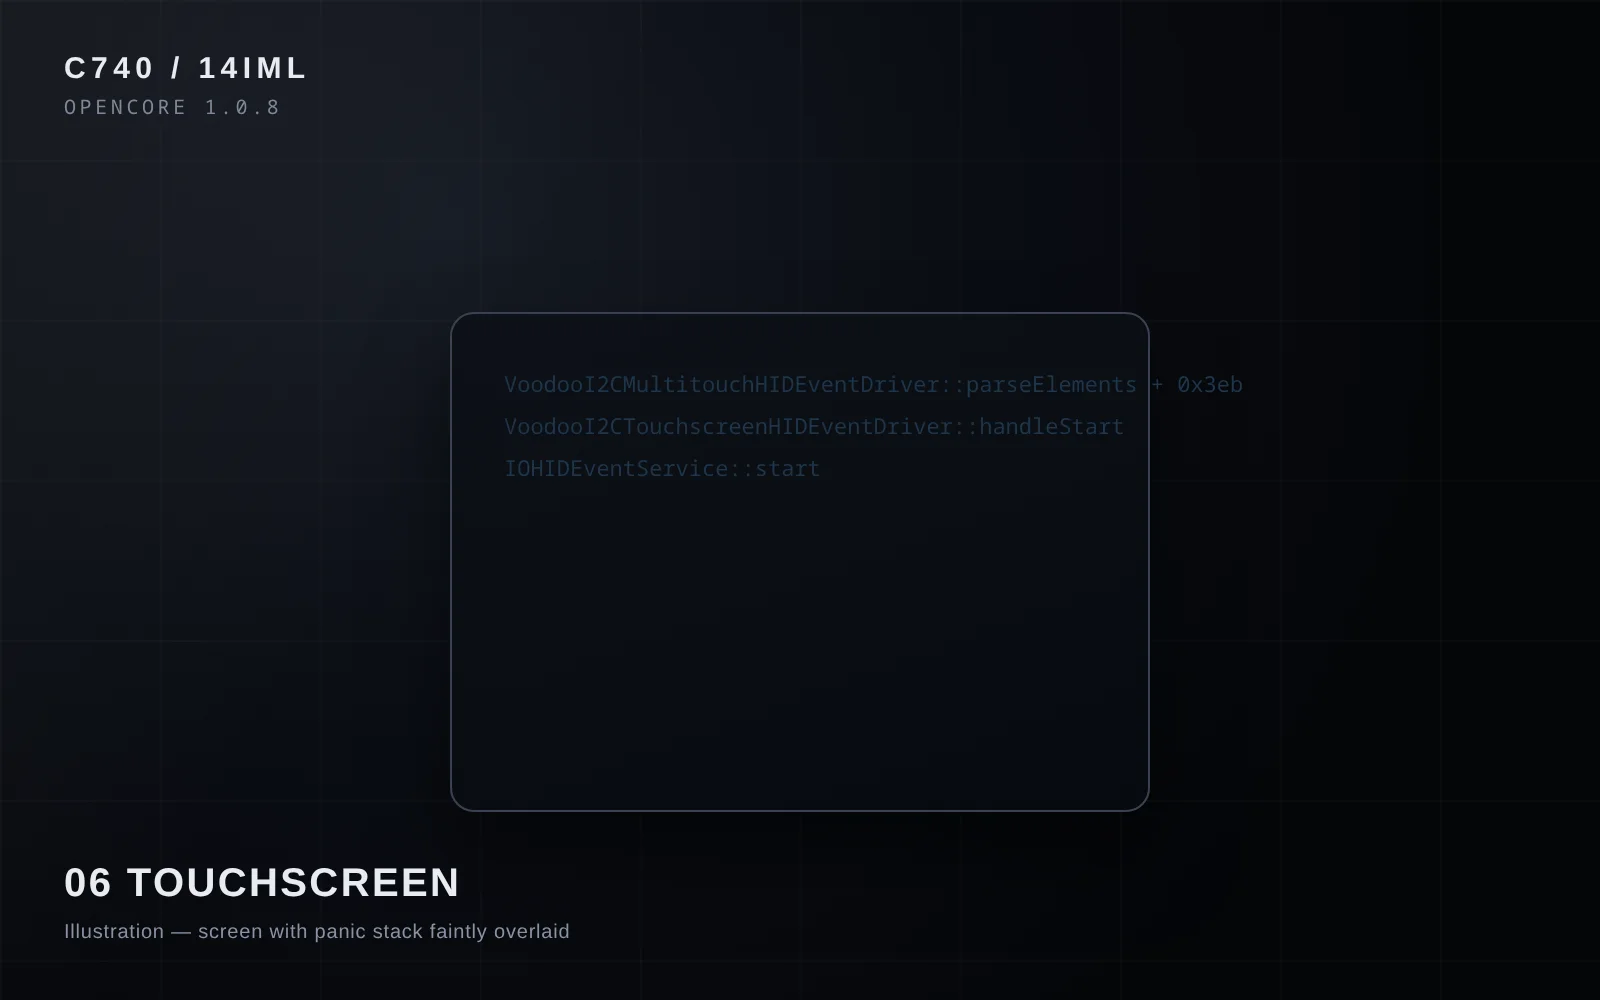 C740 / 14IML
OPENCORE 1.0.8
VoodooI2CMultitouchHIDEventDriver::parseElements + 0x3eb
VoodooI2CTouchscreenHIDEventDriver::handleStart
IOHIDEventService::start
06 TOUCHSCREEN
Illustration — screen with panic stack faintly overlaid